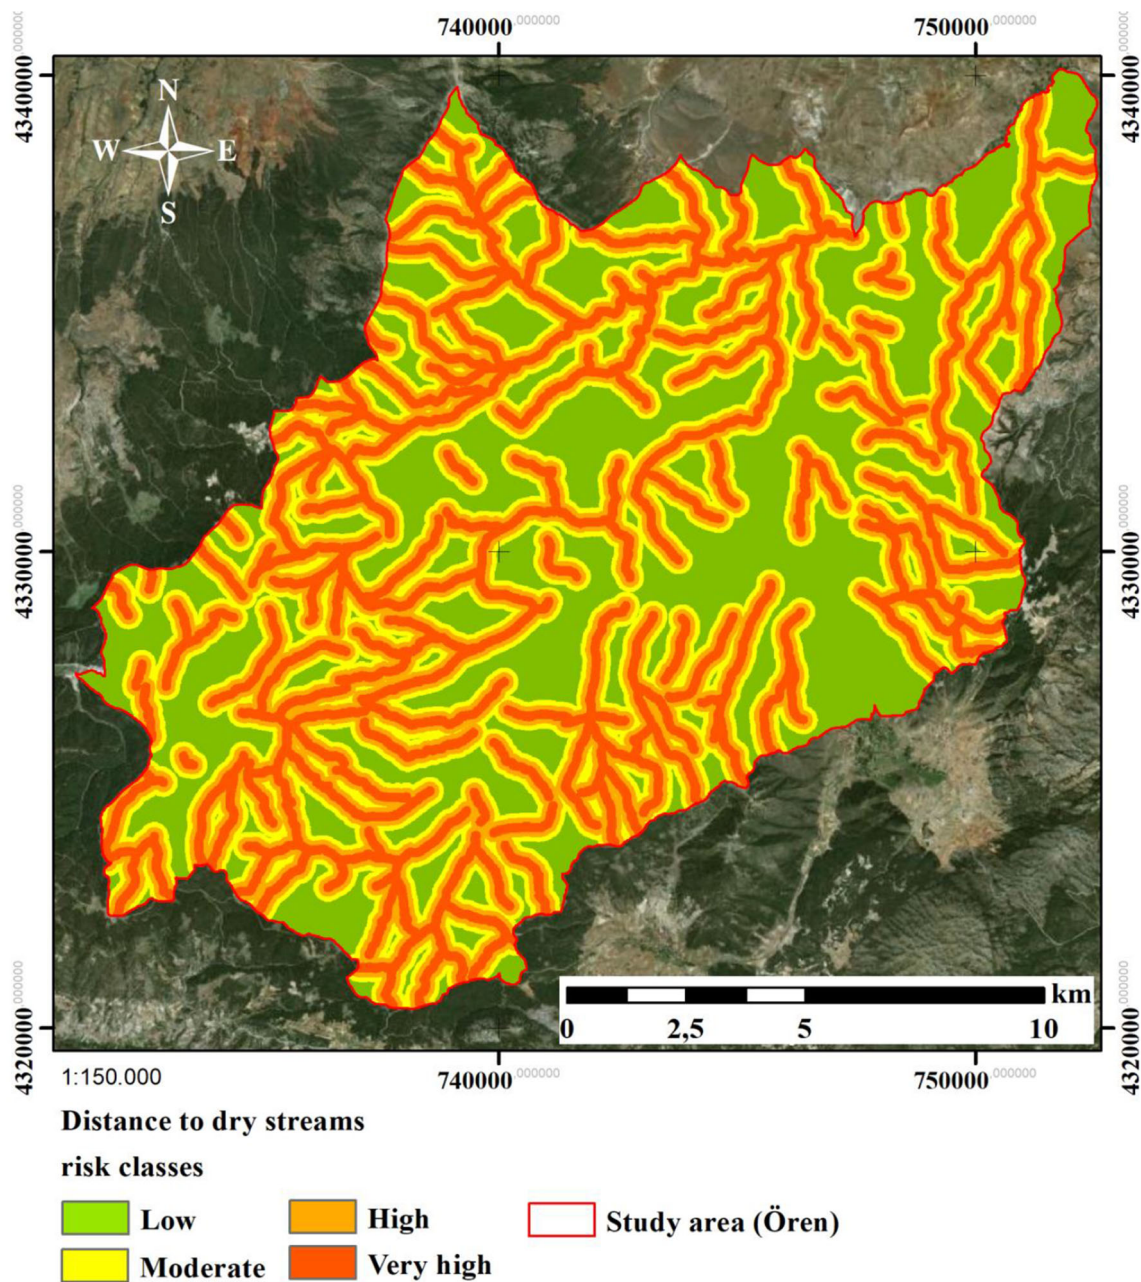 740000,000000 750000,000000
4340000,000000 4340000,000000
N
W E
S
4330000,000000 4330000,000000
4320000,000000 4320000,000000
km
0 2,5 5 10
1:150.000
740000,000000 750000,000000
Distance to dry streams
risk classes
Low High Study area (Ören)
Moderate Very high